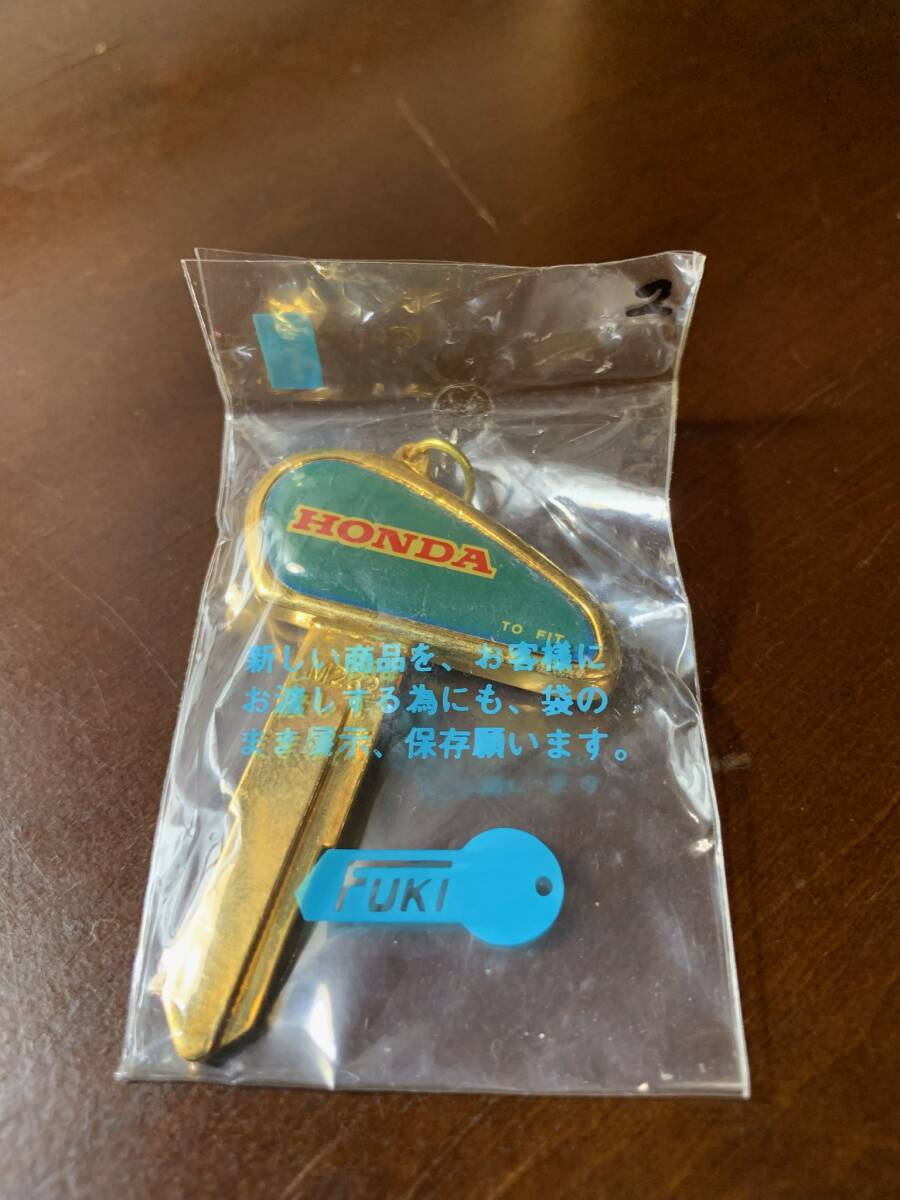 2
HONDA
TO FIT
新しい商品を、お客様に
お渡しする為にも、袋の
まま展示、保存願います。
FUKI